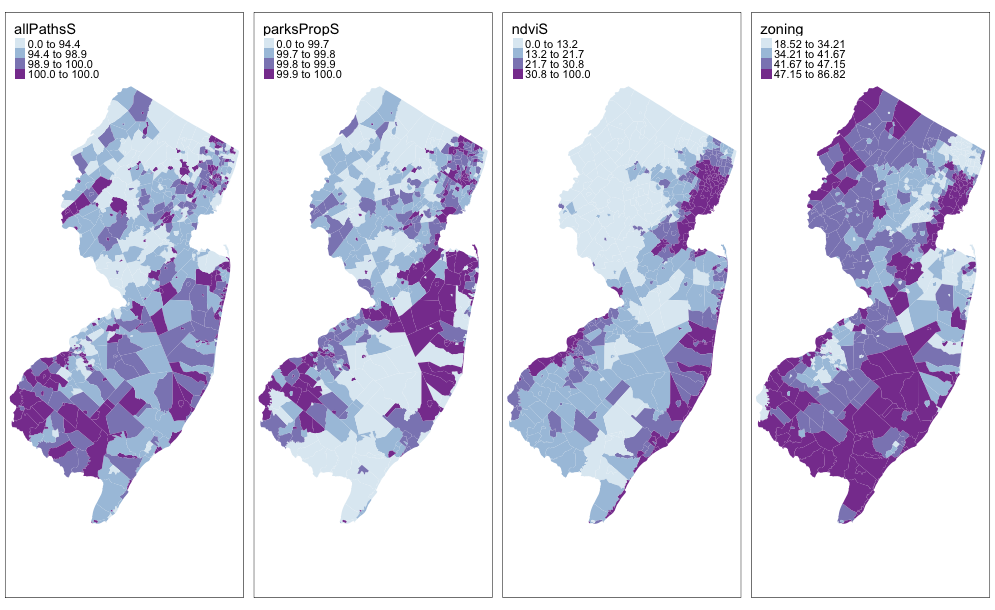 allPathsS
0.0 to 94.4
94.4 to 98.9
98.9 to 100.0
100.0 to 100.0
parksPropS
0.0 to 99.7
99.7 to 99.8
99.8 to 99.9
99.9 to 100.0
ndviS
0.0 to 13.2
13.2 to 21.7
21.7 to 30.8
30.8 to 100.0
zoning
18.52 to 34.21
34.21 to 41.67
41.67 to 47.15
47.15 to 86.82